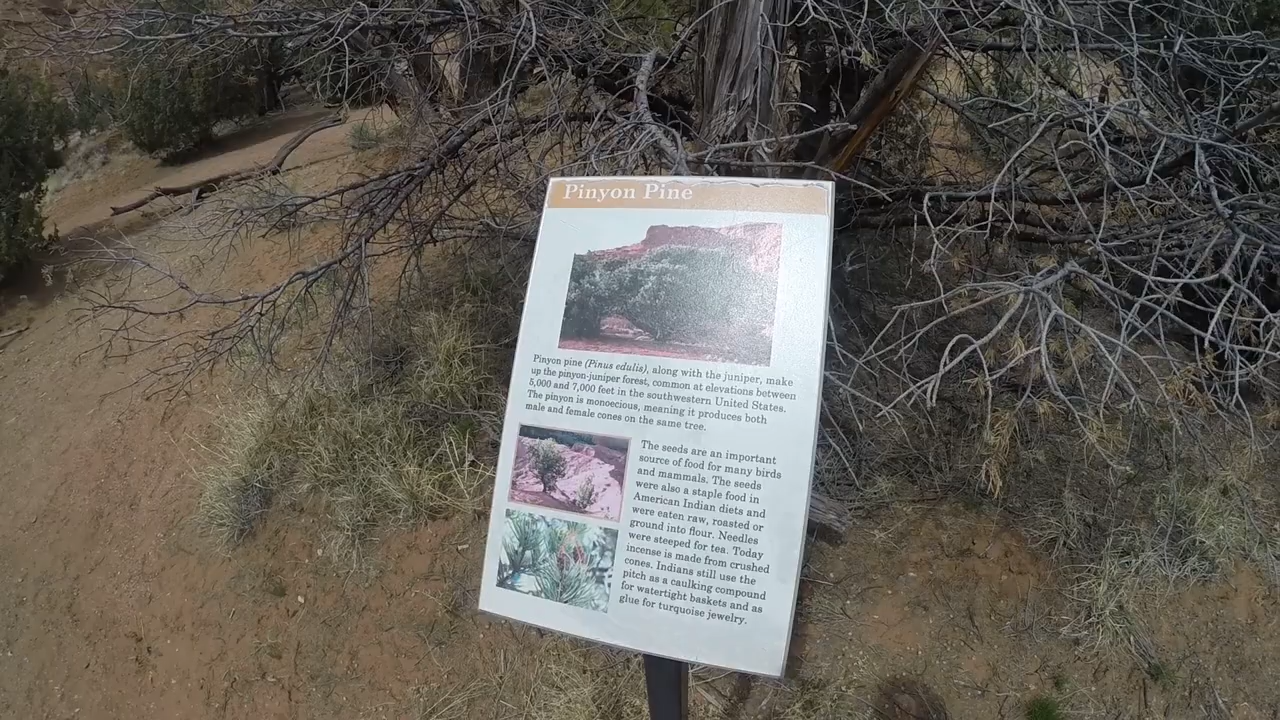 Pinyon Pine
Pinyon pine (Pinus edulis), along with the juniper, make
up the pinyon-juniper forest, common at elevations between
5,000 and 7,000 feet in the southwestern United States.
The pinyon is monoecious, meaning it produces both
male and female cones on the same tree.
The seeds are an important
source of food for many birds
and mammals. The seeds
were also a staple food in
American Indian diets and
were eaten raw, roasted or
ground into flour. Needles
were steeped for tea. Today
incense is made from crushed
cones. Indians still use the
pitch as a caulking compound
for watertight baskets and as
glue for turquoise jewelry.